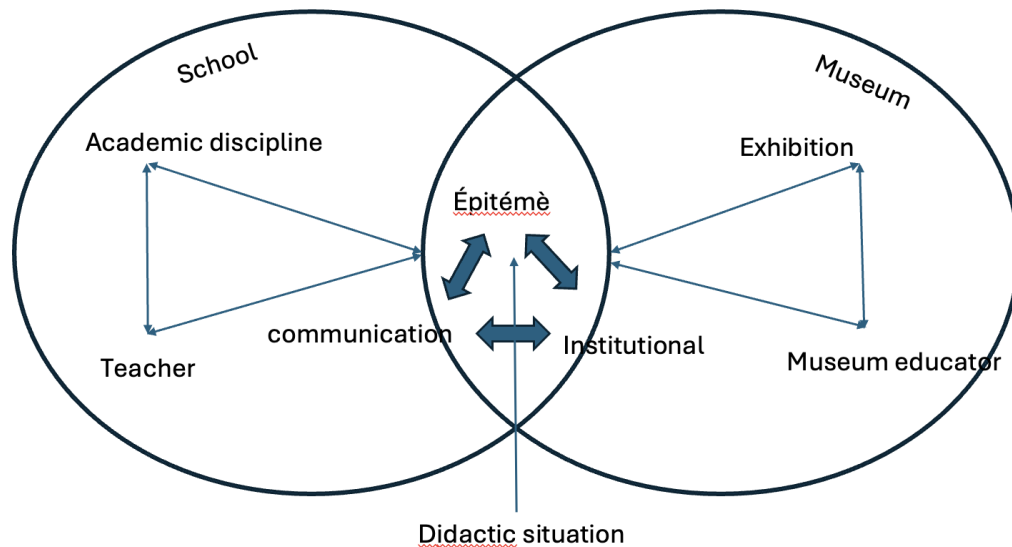 School
Museum
Academic discipline
Exhibition
Épitémè
communication
Institutional
Teacher
Museum educator
Didactic situation